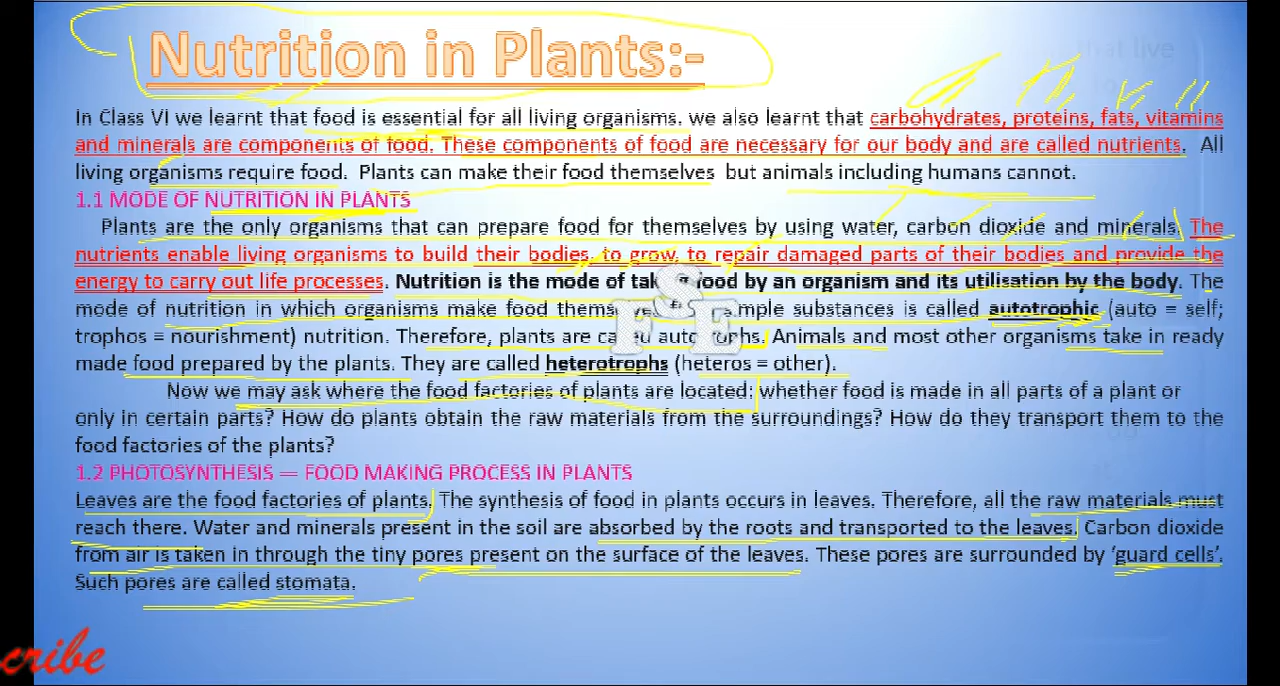 Nutrition in Plants:-
In Class VI we learnt that food is essential for all living organisms. we also learnt that carbohydrates, proteins, fats, vitamins
and minerals are components of food. These components of food are necessary for our body and are called nutrients. All
living organisms require food. Plants can make their food themselves but animals including humans cannot.
1.1 MODE OF NUTRITION IN PLANTS
Plants are the only organisms that can prepare food for themselves by using water, carbon dioxide and minerals. The
nutrients enable living organisms to build their bodies, to grow, to repair damaged parts of their bodies and provide the
energy to carry out life processes. Nutrition is the mode of taking food by an organism and its utilisation by the body. The
mode of nutrition in which organisms make food themselves from simple substances is called autotrophic (auto = self;
trophos = nourishment) nutrition. Therefore, plants are called autotrophs. Animals and most other organisms take in ready
made food prepared by the plants. They are called heterotrophs (heteros = other).
Now we may ask where the food factories of plants are located: whether food is made in all parts of a plant or
only in certain parts? How do plants obtain the raw materials from the surroundings? How do they transport them to the
food factories of the plants?
1.2 PHOTOSYNTHESIS — FOOD MAKING PROCESS IN PLANTS
Leaves are the food factories of plants. The synthesis of food in plants occurs in leaves. Therefore, all the raw materials must
reach there. Water and minerals present in the soil are absorbed by the roots and transported to the leaves. Carbon dioxide
from air is taken in through the tiny pores present on the surface of the leaves. These pores are surrounded by ‘guard cells’.
Such pores are called stomata.
FSE
cribe
that live